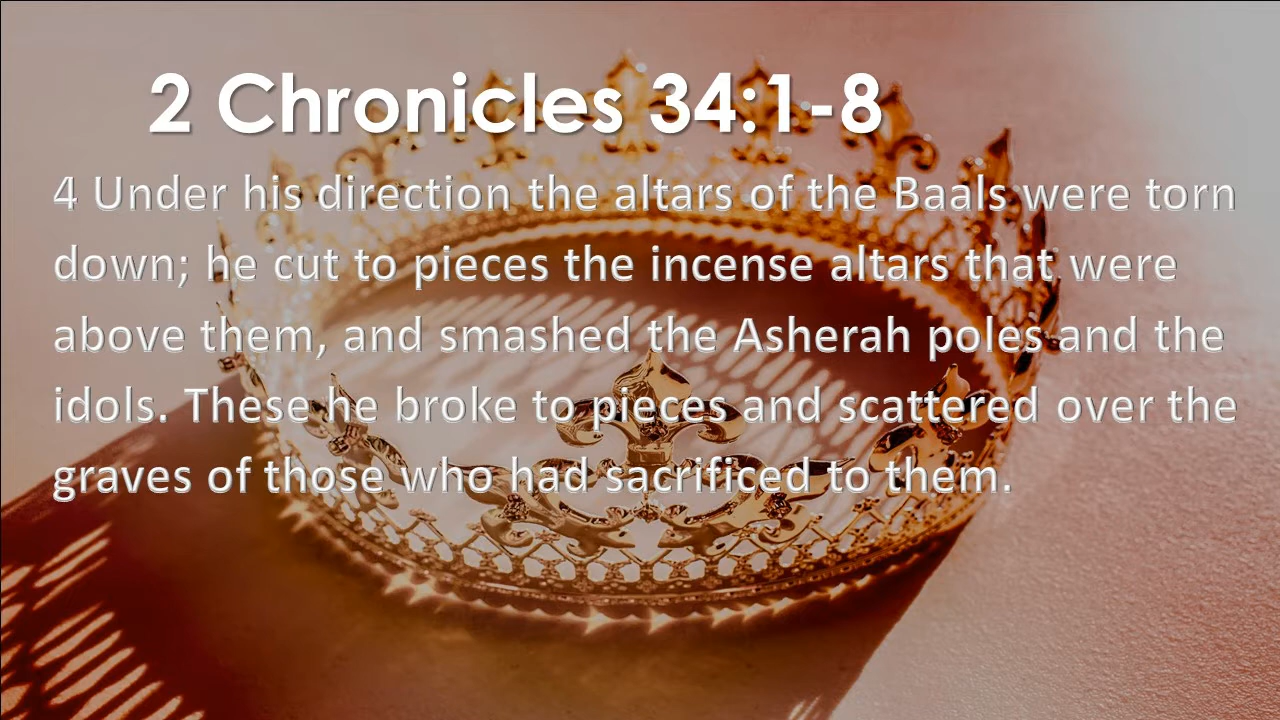 2 Chronicles 34:1-8
4 Under his direction the altars of the Baals were torn
down; he cut to pieces the incense altars that were
above them, and smashed the Asherah poles and the
idols. These he broke to pieces and scattered over the
graves of those who had sacrificed to them.